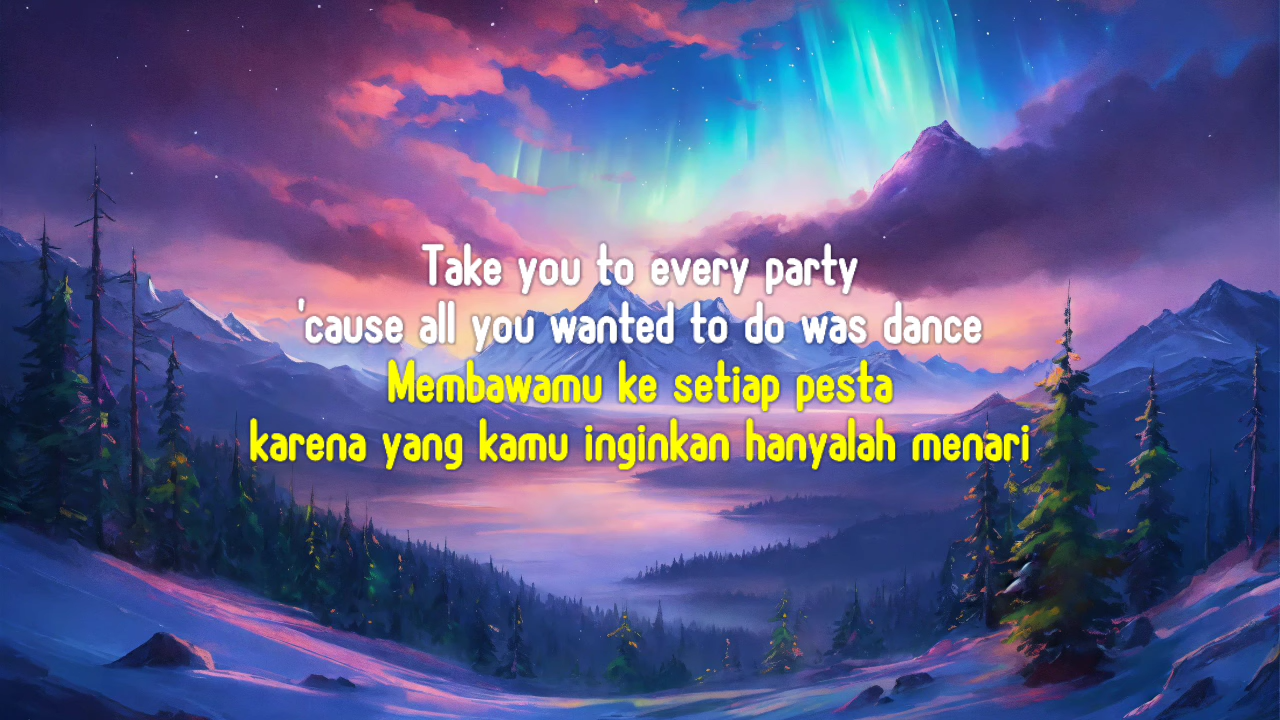 Take you to every party
'cause all you wanted to do was dance
Membawamu ke setiap pesta
karena yang kamu inginkan hanyalah menari